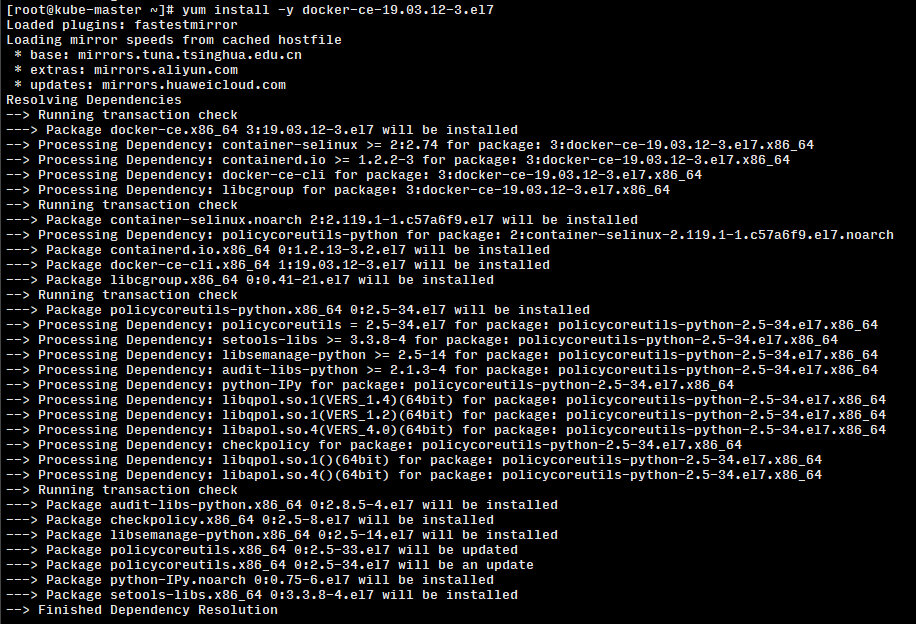 [root@kube-master ~]# yum install -y docker-ce-19.03.12-3.el7
Loaded plugins: fastestmirror
Loading mirror speeds from cached hostfile
 * base: mirrors.tuna.tsinghua.edu.cn
 * extras: mirrors.aliyun.com
 * updates: mirrors.huaweicloud.com
Resolving Dependencies
--> Running transaction check
---> Package docker-ce.x86_64 3:19.03.12-3.el7 will be installed
--> Processing Dependency: container-selinux >= 2:2.74 for package: 3:docker-ce-19.03.12-3.el7.x86_64
--> Processing Dependency: containerd.io >= 1.2.2-3 for package: 3:docker-ce-19.03.12-3.el7.x86_64
--> Processing Dependency: docker-ce-cli for package: 3:docker-ce-19.03.12-3.el7.x86_64
--> Processing Dependency: libcgroup for package: 3:docker-ce-19.03.12-3.el7.x86_64
--> Running transaction check
---> Package container-selinux.noarch 2:2.119.1-1.c57a6f9.el7 will be installed
--> Processing Dependency: policycoreutils-python for package: 2:container-selinux-2.119.1-1.c57a6f9.el7.noarch
---> Package containerd.io.x86_64 0:1.2.13-3.2.el7 will be installed
---> Package docker-ce-cli.x86_64 1:19.03.12-3.el7 will be installed
---> Package libcgroup.x86_64 0:0.41-21.el7 will be installed
--> Running transaction check
---> Package policycoreutils-python.x86_64 0:2.5-34.el7 will be installed
--> Processing Dependency: policycoreutils = 2.5-34.el7 for package: policycoreutils-python-2.5-34.el7.x86_64
--> Processing Dependency: setools-libs >= 3.3.8-4 for package: policycoreutils-python-2.5-34.el7.x86_64
--> Processing Dependency: libsemanage-python >= 2.5-14 for package: policycoreutils-python-2.5-34.el7.x86_64
--> Processing Dependency: audit-libs-python >= 2.1.3-4 for package: policycoreutils-python-2.5-34.el7.x86_64
--> Processing Dependency: python-IPy for package: policycoreutils-python-2.5-34.el7.x86_64
--> Processing Dependency: libqpol.so.1(VERS_1.4)(64bit) for package: policycoreutils-python-2.5-34.el7.x86_64
--> Processing Dependency: libqpol.so.1(VERS_1.2)(64bit) for package: policycoreutils-python-2.5-34.el7.x86_64
--> Processing Dependency: libapol.so.4(VERS_4.0)(64bit) for package: policycoreutils-python-2.5-34.el7.x86_64
--> Processing Dependency: checkpolicy for package: policycoreutils-python-2.5-34.el7.x86_64
--> Processing Dependency: libqpol.so.1()(64bit) for package: policycoreutils-python-2.5-34.el7.x86_64
--> Processing Dependency: libapol.so.4()(64bit) for package: policycoreutils-python-2.5-34.el7.x86_64
--> Running transaction check
---> Package audit-libs-python.x86_64 0:2.8.5-4.el7 will be installed
---> Package checkpolicy.x86_64 0:2.5-8.el7 will be installed
---> Package libsemanage-python.x86_64 0:2.5-14.el7 will be installed
---> Package policycoreutils.x86_64 0:2.5-33.el7 will be updated
---> Package policycoreutils.x86_64 0:2.5-34.el7 will be an update
---> Package python-IPy.noarch 0:0.75-6.el7 will be installed
---> Package setools-libs.x86_64 0:3.3.8-4.el7 will be installed
--> Finished Dependency Resolution